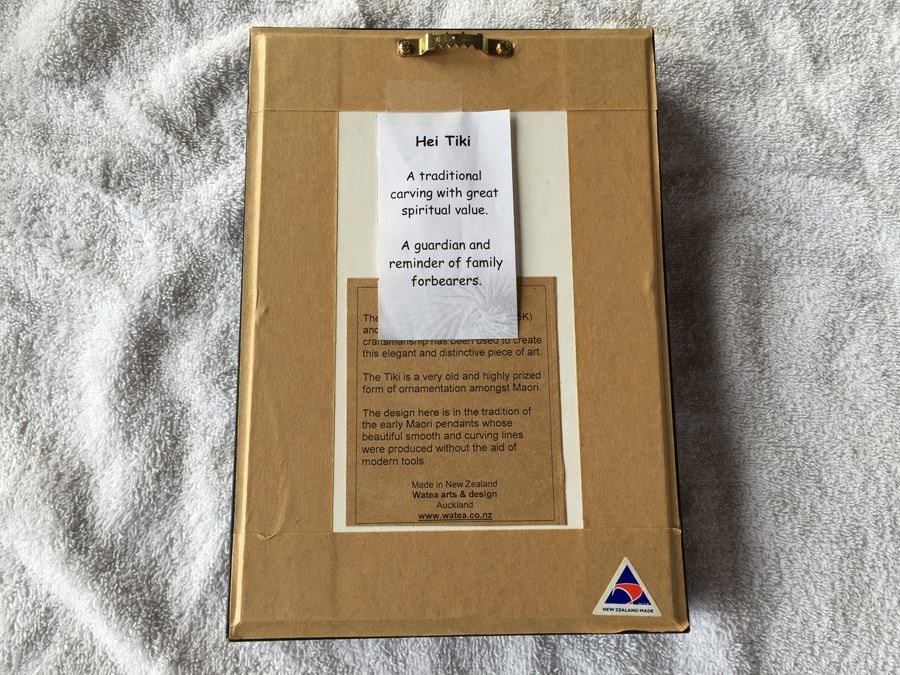 Hei Tiki
A traditional
carving with great
spiritual value.
A guardian and
reminder of family
forbearers.
The 5K)
and
craftsmanship has been used to create
this elegant and distinctive piece of art.
The Tiki is a very old and highly prized
form of ornamentation amongst Maori.
The design here is in the tradition of
the early Maori pendants whose
beautiful smooth and curving lines
were produced without the aid of
modern tools.
Made in New Zealand
Watea arts & design
Auckland
www.watea.co.nz
NEW ZEALAND MADE